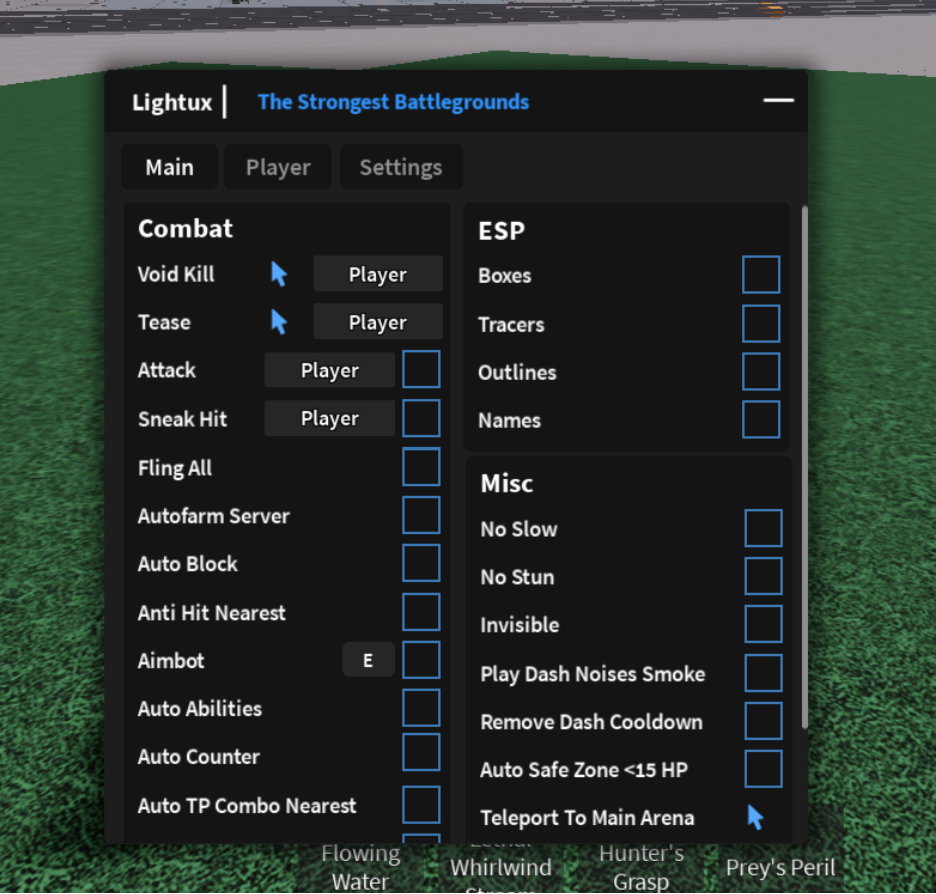 Lightux | The Strongest Battlegrounds
Main Player Settings
Combat
Void Kill Player
Tease Player
Attack Player
Sneak Hit Player
Fling All
Autofarm Server
Auto Block
Anti Hit Nearest
Aimbot E
Auto Abilities
Auto Counter
Auto TP Combo Nearest
ESP
Boxes
Tracers
Outlines
Names
Misc
No Slow
No Stun
Invisible
Play Dash Noises Smoke
Remove Dash Cooldown
Auto Safe Zone <15 HP
Teleport To Main Arena
Flowing
Water
Lethal
Whirlwind
Stream
Hunter's
Grasp
Prey's Peril